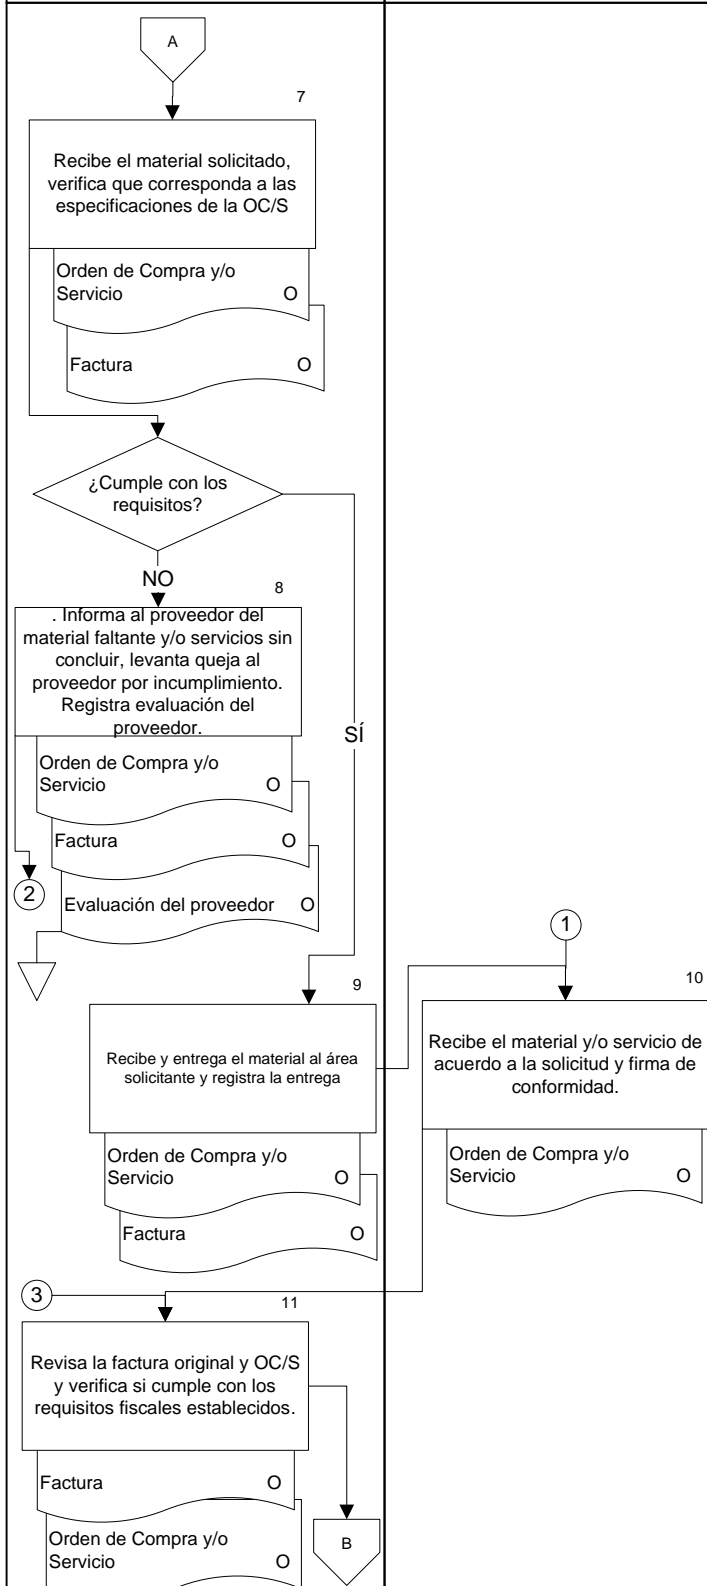 A
7
Recibe el material solicitado,
verifica que corresponda a las
especificaciones de la OC/S
Orden de Compra y/o
Servicio O
Factura O
¿Cumple con los
requisitos?
NO
8
. Informa al proveedor del
material faltante y/o servicios sin
concluir, levanta queja al
proveedor por incumplimiento.
Registra evaluación del
proveedor.
SÍ
Orden de Compra y/o
Servicio O
Factura O
2
Evaluación del proveedor O
1
9
10
Recibe y entrega el material al área
solicitante y registra la entrega
Recibe el material y/o servicio de
acuerdo a la solicitud y firma de
conformidad.
Orden de Compra y/o
Servicio O
Factura O
Orden de Compra y/o
Servicio O
3
11
Revisa la factura original y OC/S
y verifica si cumple con los
requisitos fiscales establecidos.
Factura O
Orden de Compra y/o
Servicio O
B